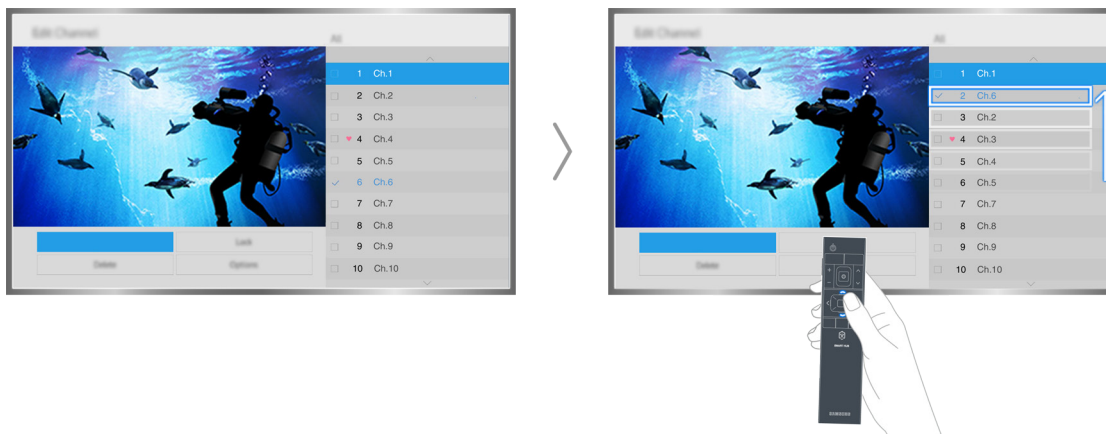 Edit Channel
All
1 Ch.1
2 Ch.2
3 Ch.3
4 Ch.4
5 Ch.5
6 Ch.6
7 Ch.7
8 Ch.8
9 Ch.9
10 Ch.10
Lock
Delete
Options
Edit Channel
All
1 Ch.1
2 Ch.6
3 Ch.2
4 Ch.3
5 Ch.4
6 Ch.5
7 Ch.7
8 Ch.8
9 Ch.9
10 Ch.10
Delete
SMART HUB
SAMSUNG